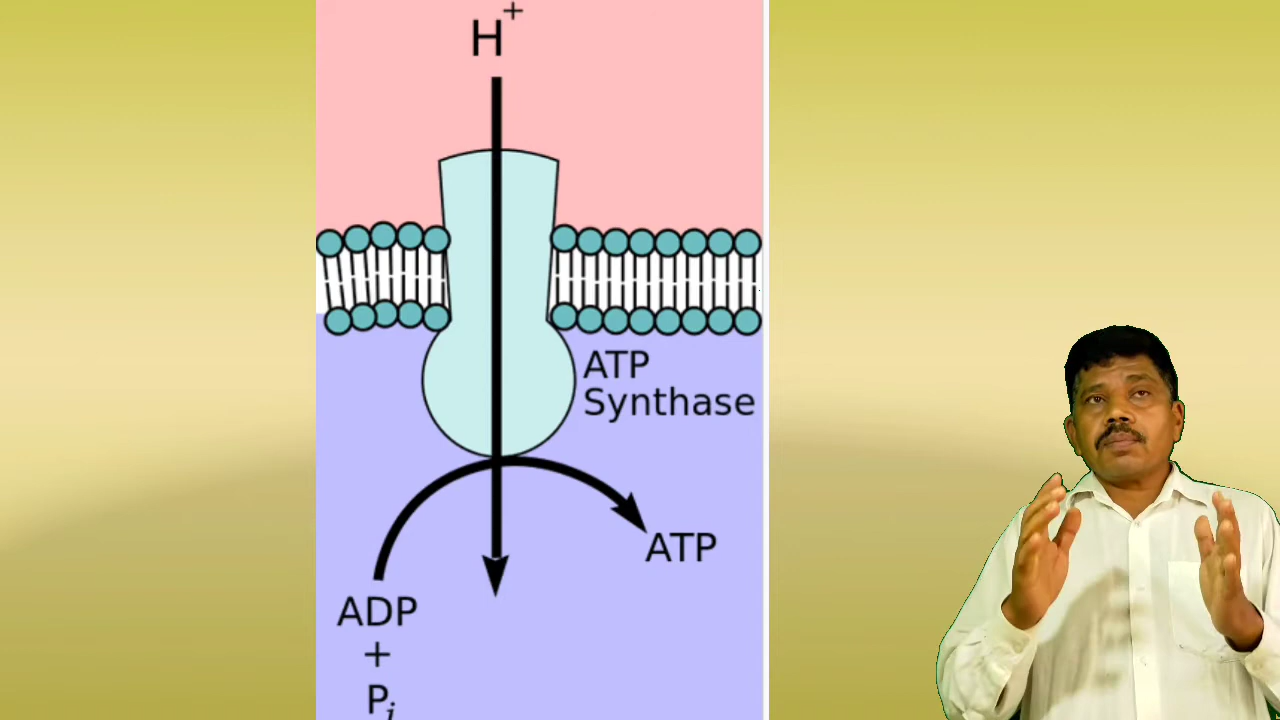 H+
ATP
Synthase
ATP
ADP
+
Pi